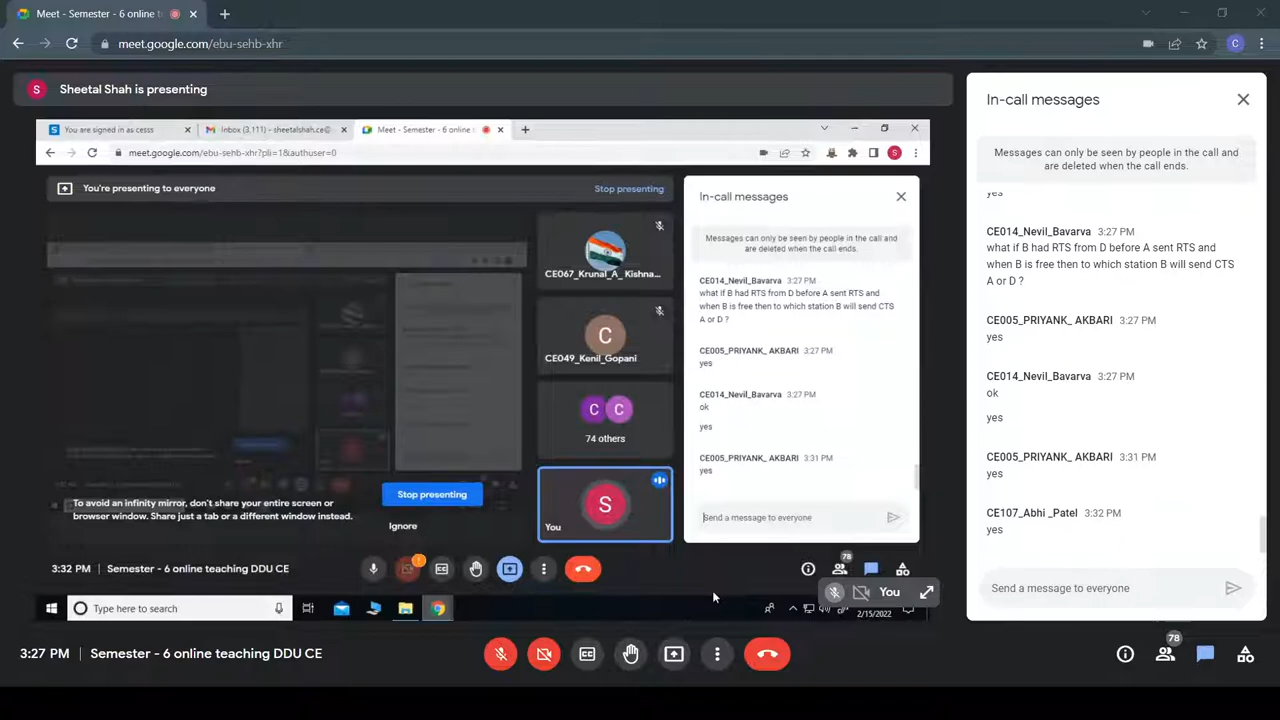 Meet - Semester - 6 online t
meet.google.com/ebu-sehb-xhr
C
S
Sheetal Shah is presenting
You are signed in as cesss
Inbox (3,111) - sheetalshah.ce@
Meet - Semester - 6 online
meet.google.com/ebu-sehb-xhr?pli=1&authuser=0
S
You're presenting to everyone
Stop presenting
CE067_Krunal_A_ Kishna...
C
CE049_Kenil_Gopani
C C
74 others
S
You
To avoid an infinity mirror, don't share your entire screen or
browser window. Share just a tab or a different window instead.
Stop presenting
Ignore
In-call messages
Messages can only be seen by people in the call and
are deleted when the call ends.
CE014_Nevil_Bavarva 3:27 PM
what if B had RTS from D before A sent RTS and
when B is free then to which station B will send CTS
A or D ?
CE005_PRIYANK_ AKBARI 3:27 PM
yes
CE014_Nevil_Bavarva 3:27 PM
ok
yes
CE005_PRIYANK_ AKBARI 3:31 PM
yes
Send a message to everyone
3:32 PM Semester - 6 online teaching DDU CE
78
You
Type here to search
2/15/2022
In-call messages
Messages can only be seen by people in the call and
are deleted when the call ends.
yes
CE014_Nevil_Bavarva 3:27 PM
what if B had RTS from D before A sent RTS and
when B is free then to which station B will send CTS
A or D ?
CE005_PRIYANK_ AKBARI 3:27 PM
yes
CE014_Nevil_Bavarva 3:27 PM
ok
yes
CE005_PRIYANK_ AKBARI 3:31 PM
yes
CE107_Abhi _Patel 3:32 PM
yes
Send a message to everyone
3:27 PM Semester - 6 online teaching DDU CE
78